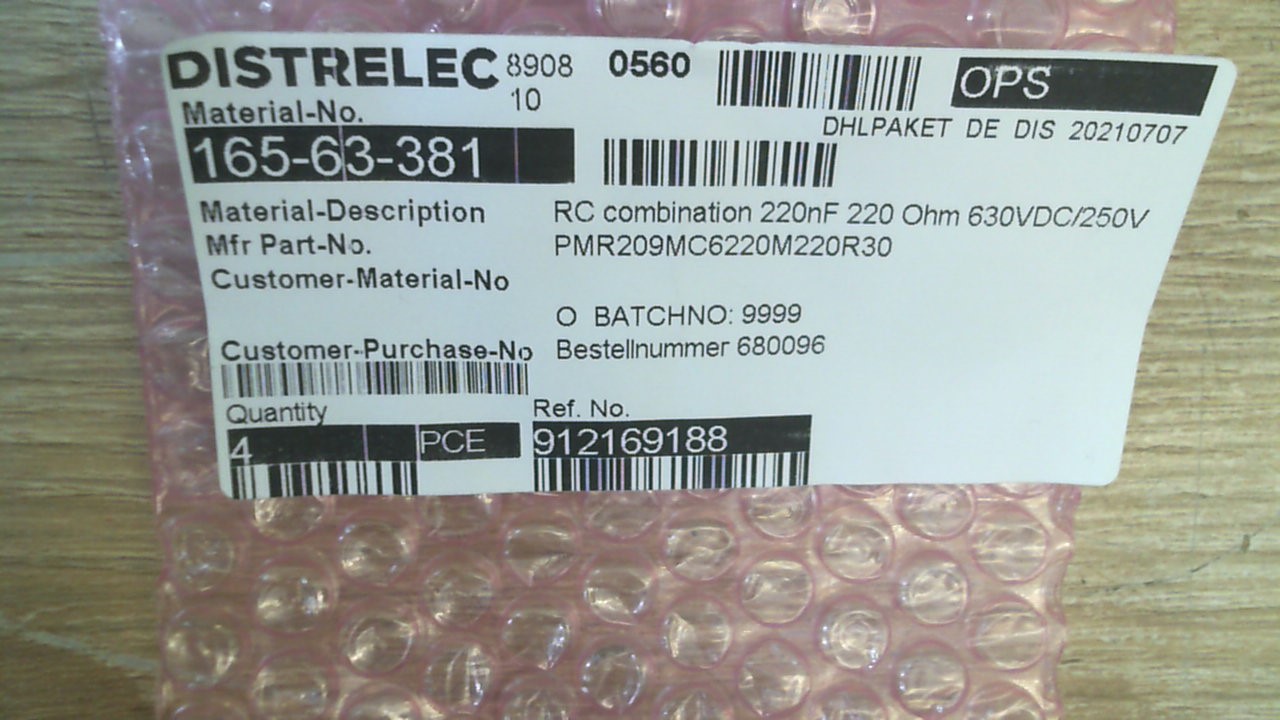 DISTRELEC 8908 0560 OPS
10
Material-No. DHLPAKET DE DIS 20210707
165-63-381
Material-Description RC combination 220nF 220 Ohm 630VDC/250V
Mfr Part-No. PMR209MC6220M220R30
Customer-Material-No
O BATCHNO: 9999
Customer-Purchase-No Bestellnummer 680096
Quantity Ref. No.
4 PCE 912169188